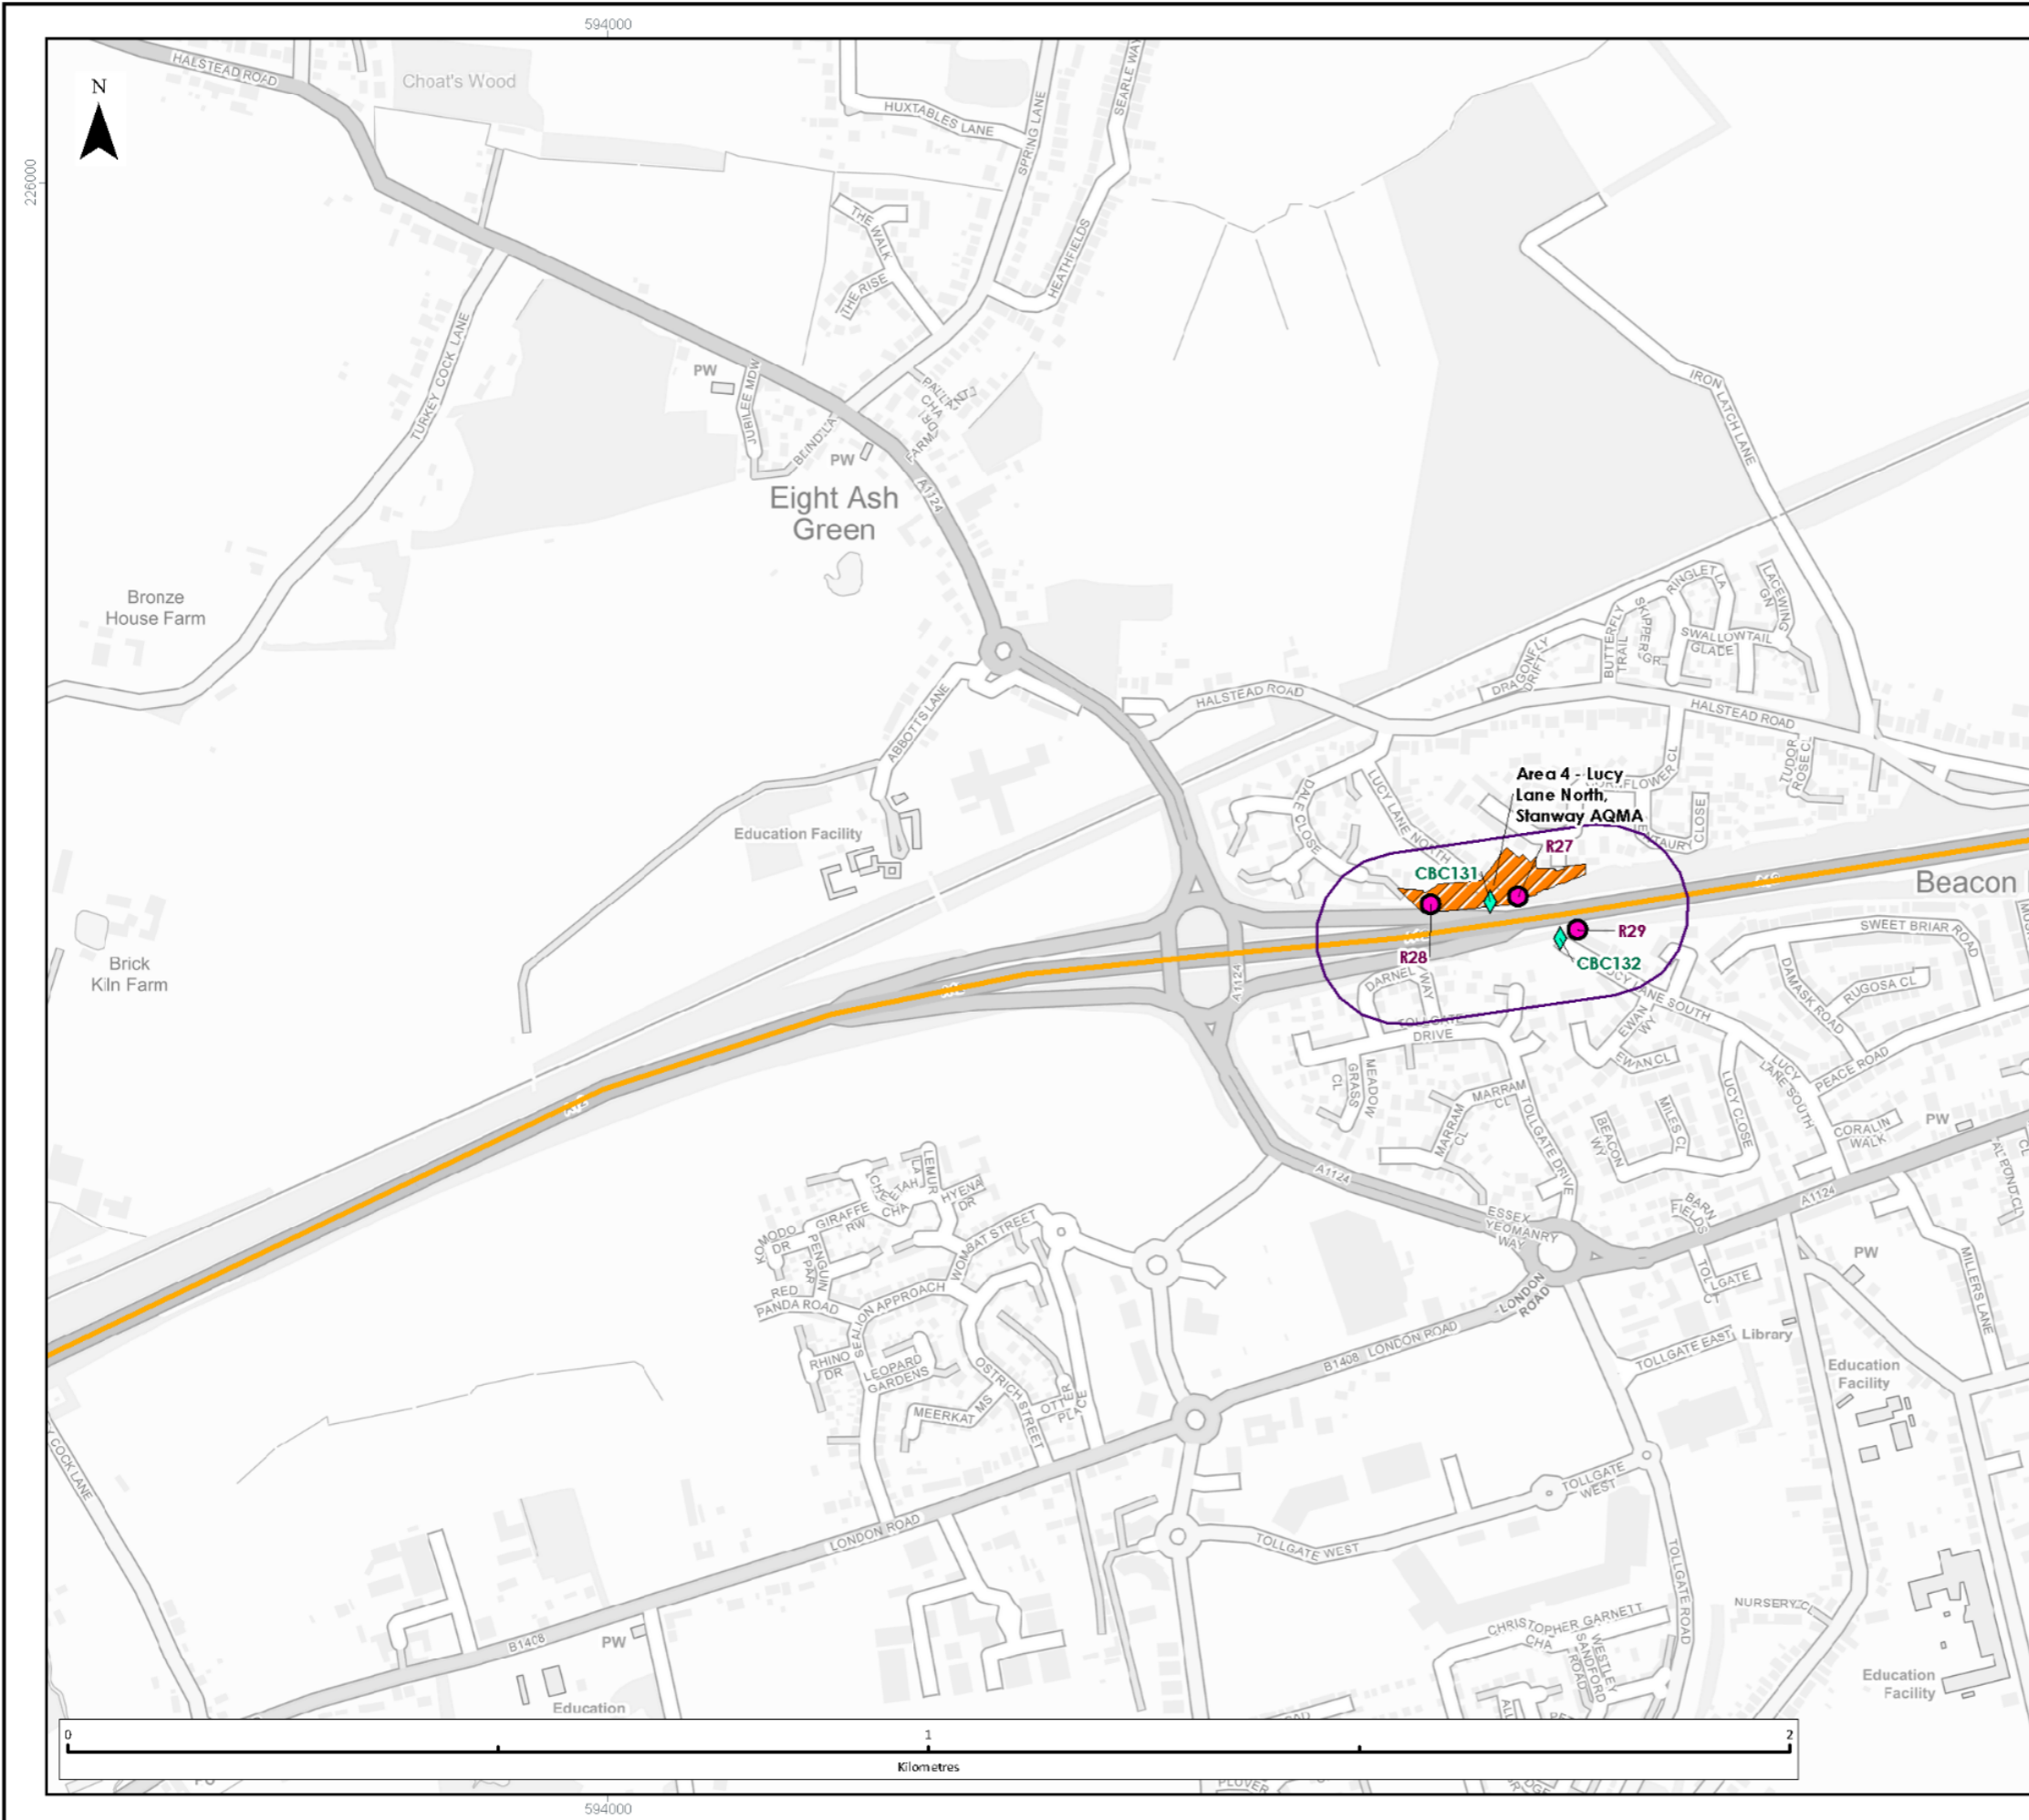 594000
HALSTEAD ROAD
Choat's Wood
N
226000
HUXTABLES LANE
SPRING LANE
SEARLE WAY
THE WALK
THE RISE
HEATHFIELDS
TURKEY COCK LANE
PW
JUBILEE MDW
PW
FARM
A1124
Eight Ash
Green
IRON LATCH LANE
Bronze
House Farm
RINGLET LA
LACEWING
GN
BUTTERFLY
TRAIL
SKIPPER
GR
SWALLOWTAIL
GLADE
DRAGONFLY
DRIFT
HALSTEAD ROAD
HALSTEAD ROAD
ABBOTTS LANE
TUDOR
ROSE CL
Area 4 - Lucy
Lane North,
Stanway AQMA
DALE CLOSE
LUCY LANE NORTH
CLOSE
Education Facility
R27
CBC131
Beacon
R28
R29
CBC132
SWEET BRIAR ROAD
Brick
Kiln Farm
A1124
DARNEL
WAY
LUCY LANE SOUTH
DAMASK ROAD
RUGOSA CL
TOLLGATE
DRIVE
EWAN
WY
EWAN CL
PEACE ROAD
LUCY
LANE SOUTH
MEADOW
GRASS
CL
MARRAM
CL
MARRAM
CL
TOLLGATE DRIVE
BEACON
WY
MILES CL
LUCY CLOSE
CORALIN
WALK
PW
A1124
A1124
LEMUR
LA
CHEETAH
CHA
HYENA
DR
GIRAFFE
RW
KOMODO
DR
PENGUIN
PAR
WOMBAT STREET
ESSEX
YEOMANRY
WAY
BARN
FIELDS
PW
RED
PANDA ROAD
SEALION APPROACH
TOLLGATE
CT
MILLERS LANE
LONDON
ROAD
B1408 LONDON ROAD
TOLLGATE EAST
Library
RHINO
DR
LEOPARD
GARDENS
OSTRICH STREET
OTTER
PLACE
MEERKAT MS
Education
Facility
TOLLGATE
WEST
LONDON ROAD
TOLLGATE WEST
TOLLGATE ROAD
NURSERY CL
CHRISTOPHER GARNETT
CHA
WESTLEY
SANDFORD
ROAD
B1408
PW
Education
Education
Facility
0
1
2
Kilometres
PLOVER
594000